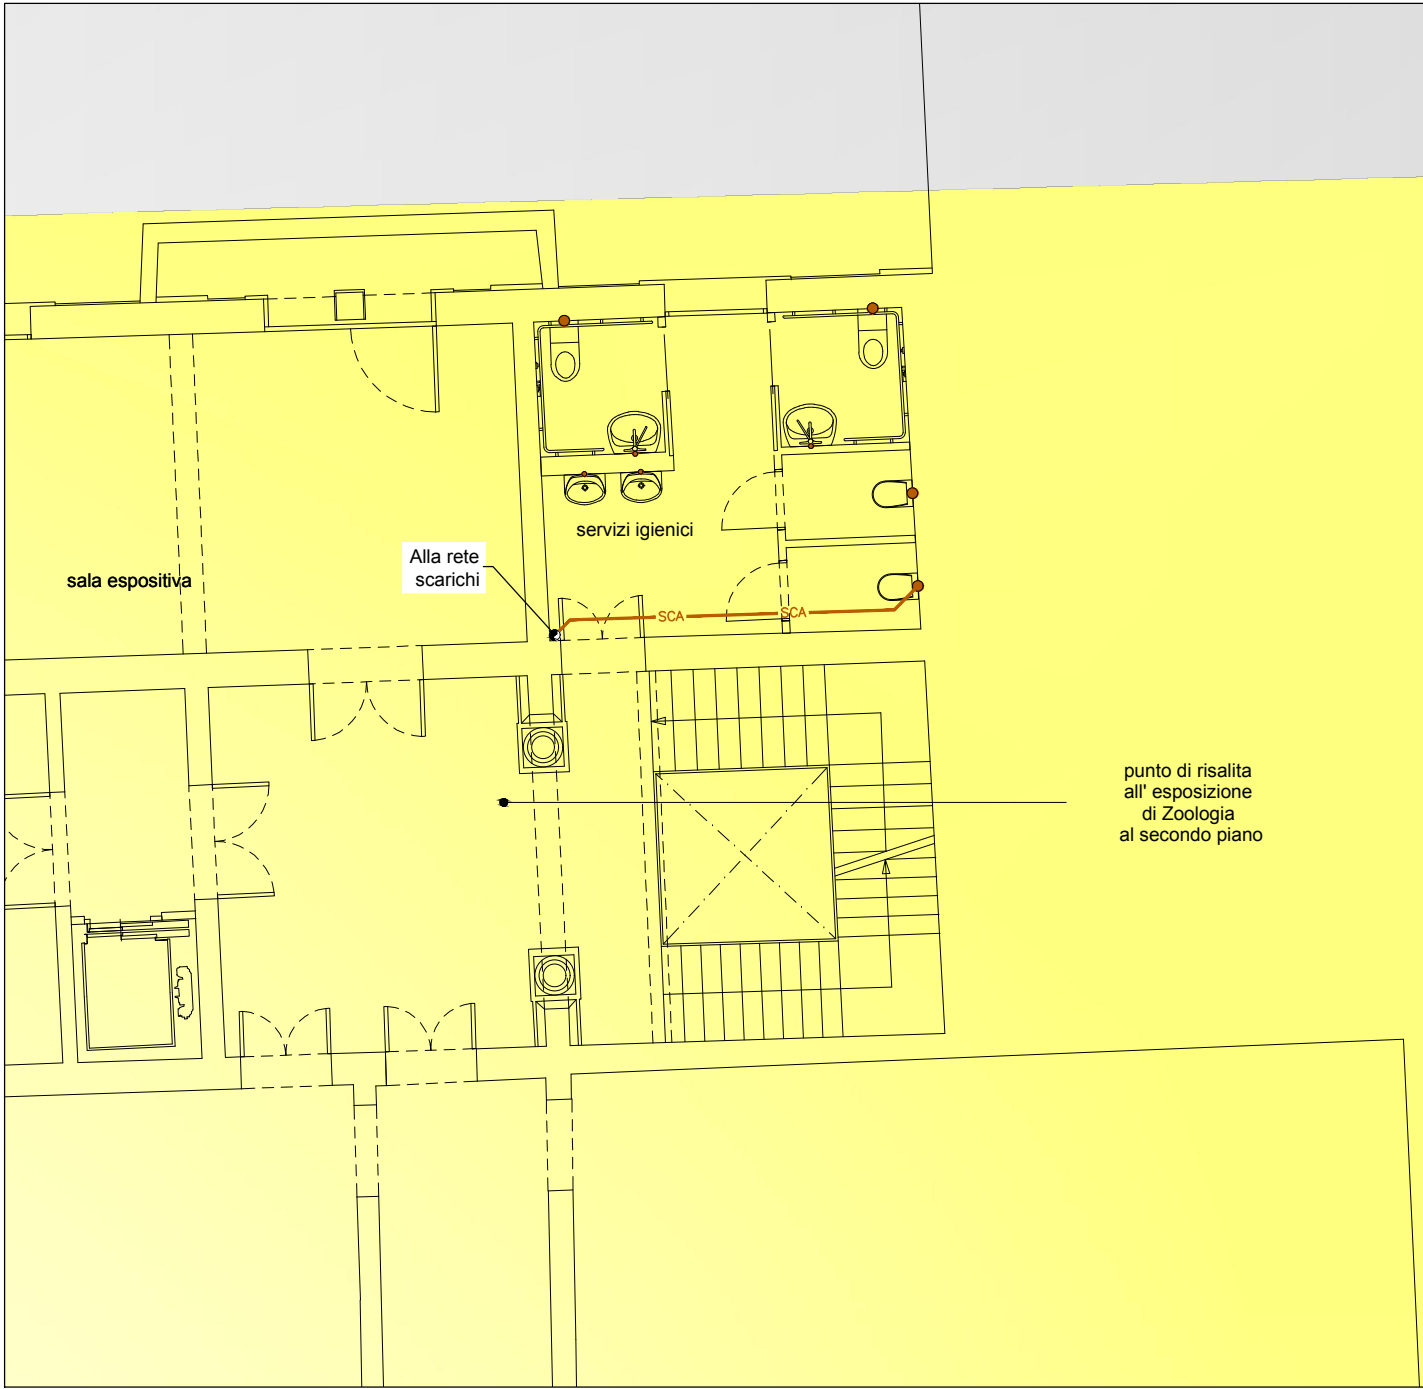 servizi igienici
Alla rete
scarichi
sala espositiva
SCA
SCA
punto di risalita
all' esposizione
di Zoologia
al secondo piano